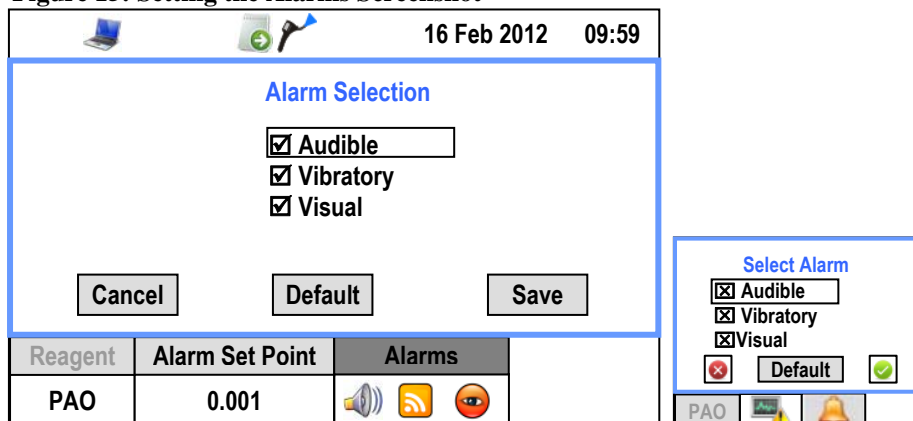 Figure 15: Setting the Alarms Screenshot
16 Feb 2012 09:59
Alarm Selection
Audible
Vibratory
Visual
Cancel Default Save
Reagent Alarm Set Point Alarms
PAO 0.001
Select Alarm
Audible
Vibratory
Visual
Default
PAO